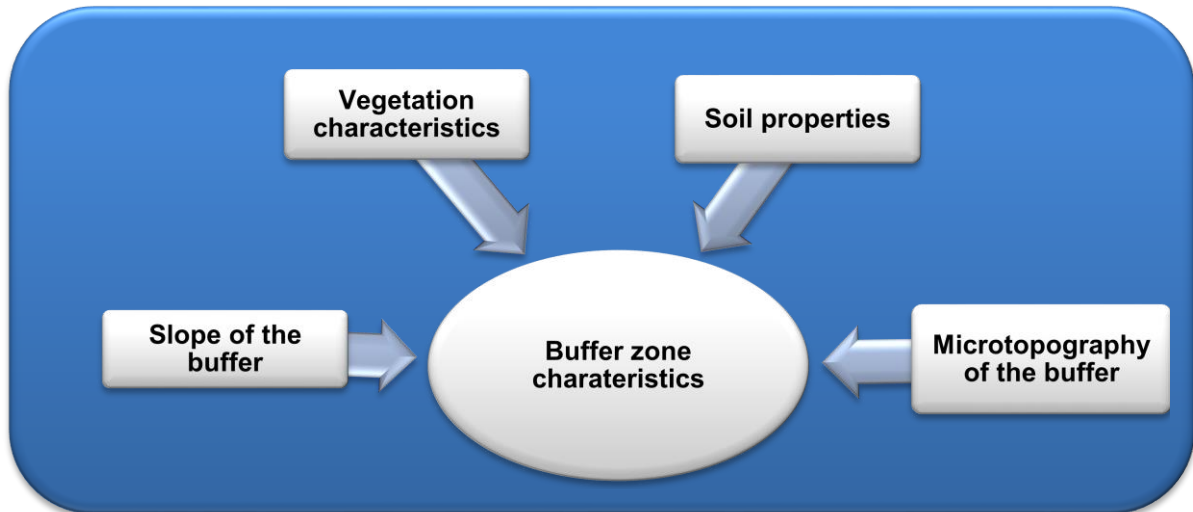 Vegetation
characteristics
Soil properties
Slope of the
buffer
Buffer zone
charateristics
Microtopography
of the buffer